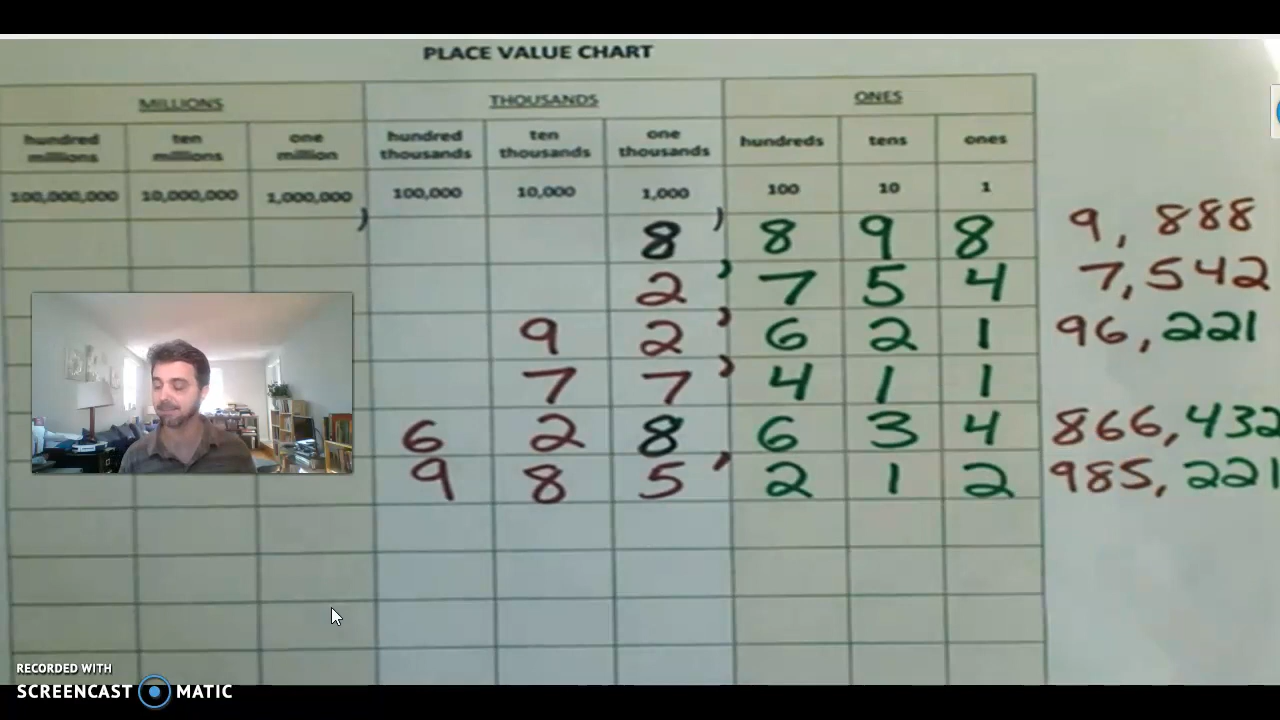 PLACE VALUE CHART
MILLIONS THOUSANDS ONES
hundred millions ten millions one million hundred thousands ten thousands one thousands hundreds tens ones
100,000,000 10,000,000 1,000,000 100,000 10,000 1,000 100 10 1
, 8 , 8 9 8 9, 888
2 , 7 5 4 7,542
9 2 , 6 2 1 96, 221
7 7 , 4 1 1
6 2 8 6 3 4 866,432
9 8 5 , 2 1 2 985, 221
RECORDED WITH
SCREENCAST MATIC